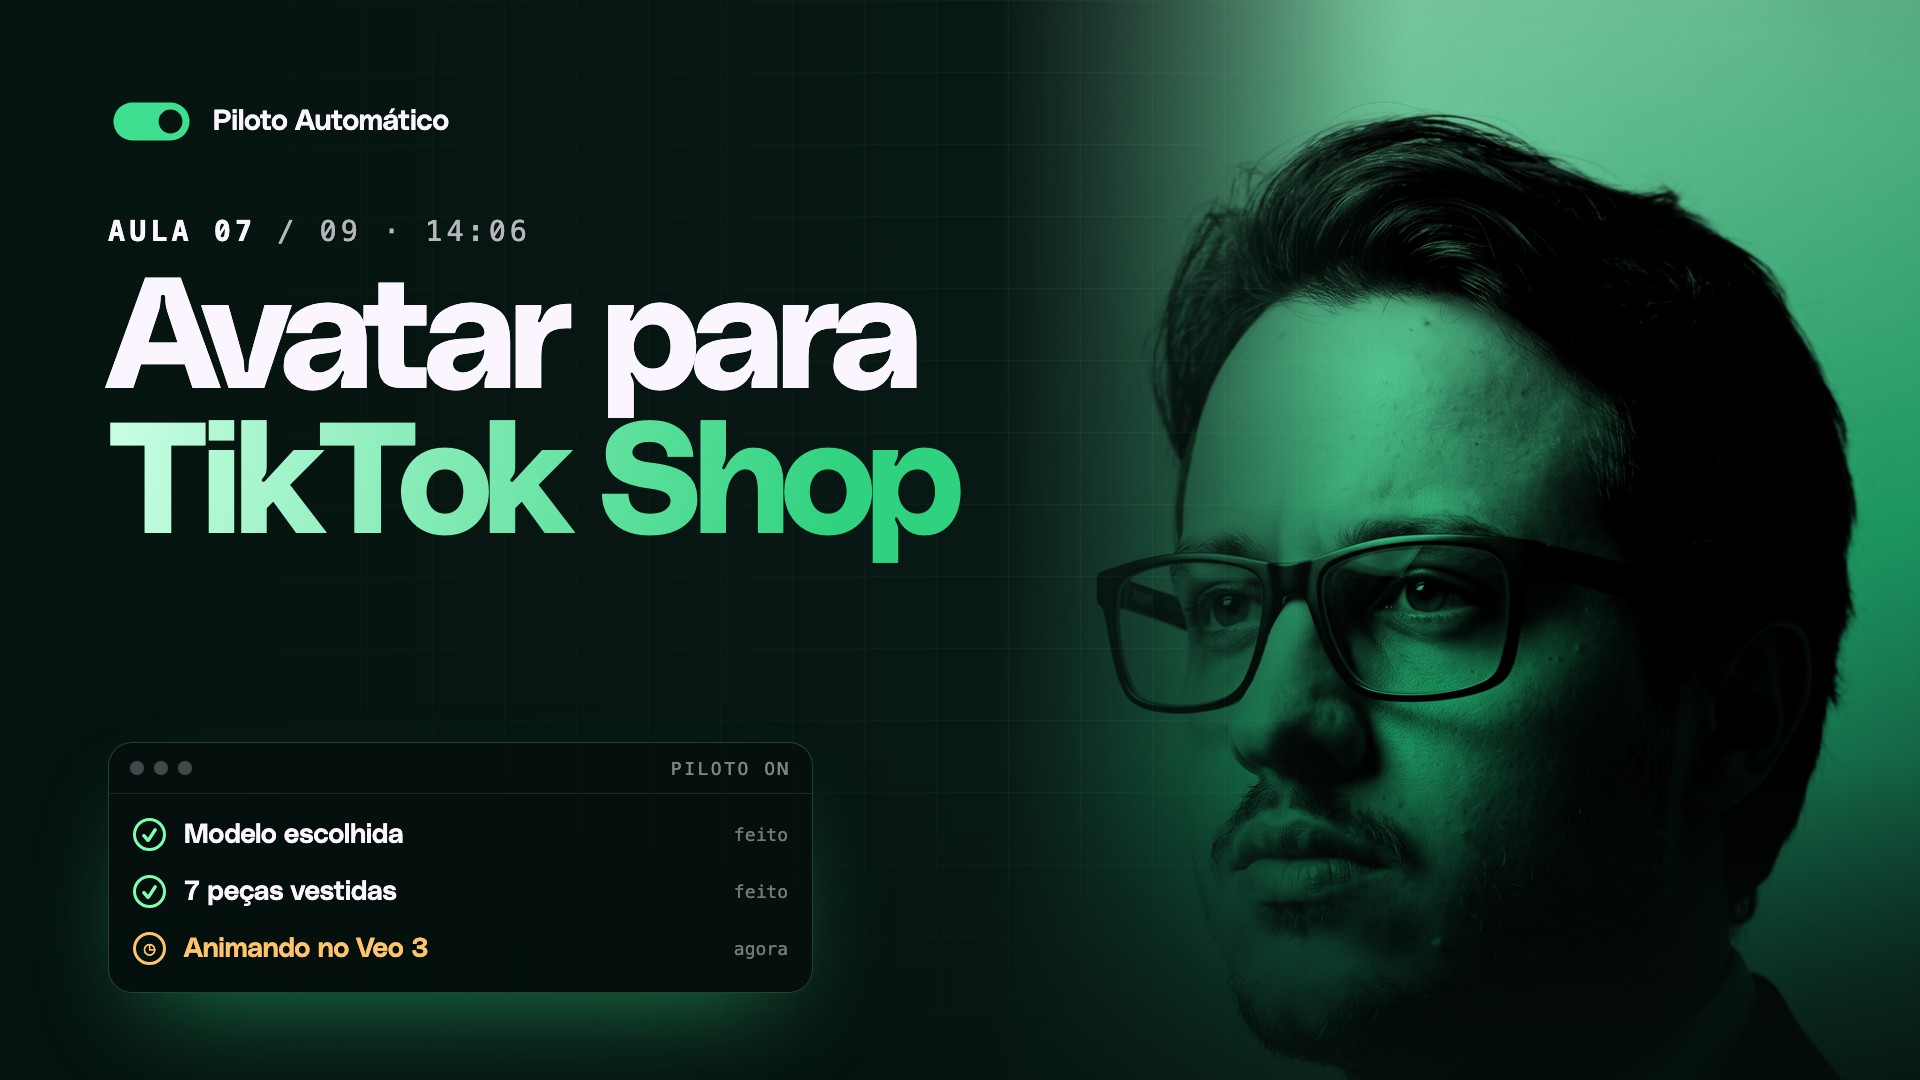 Piloto Automático
AULA 07 / 09 · 14:06
Avatar para
TikTok Shop
PILOTO ON
Modelo escolhida feito
7 peças vestidas feito
Animando no Veo 3 agora